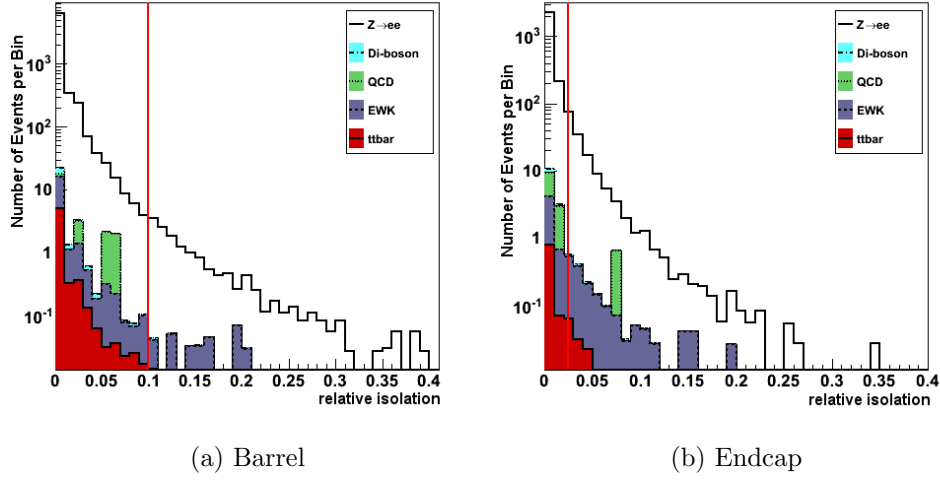 Number of Events per Bin
10³
10²
10
1
10⁻¹
Z→ee
Di-boson
QCD
EWK
ttbar
0 0.05 0.1 0.15 0.2 0.25 0.3 0.35 0.4
relative isolation
(a) Barrel
Number of Events per Bin
10³
10²
10
1
10⁻¹
Z→ee
Di-boson
QCD
EWK
ttbar
0 0.05 0.1 0.15 0.2 0.25 0.3 0.35 0.4
relative isolation
(b) Endcap